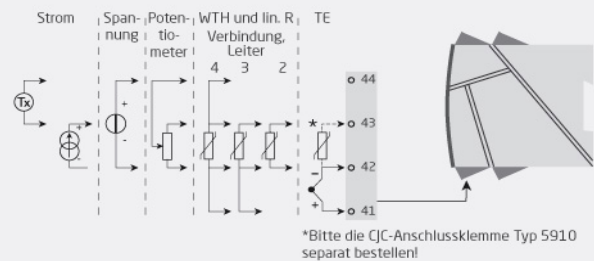 Strom
Span-
nung
Poten-
tio-
meter
WTH und lin. R
Verbindung,
Leiter
4 3 2
TE
Tx
+
-
+
-
*
−
+
44
43
42
41
*Bitte die CJC-Anschlussklemme Typ 5910
separat bestellen!